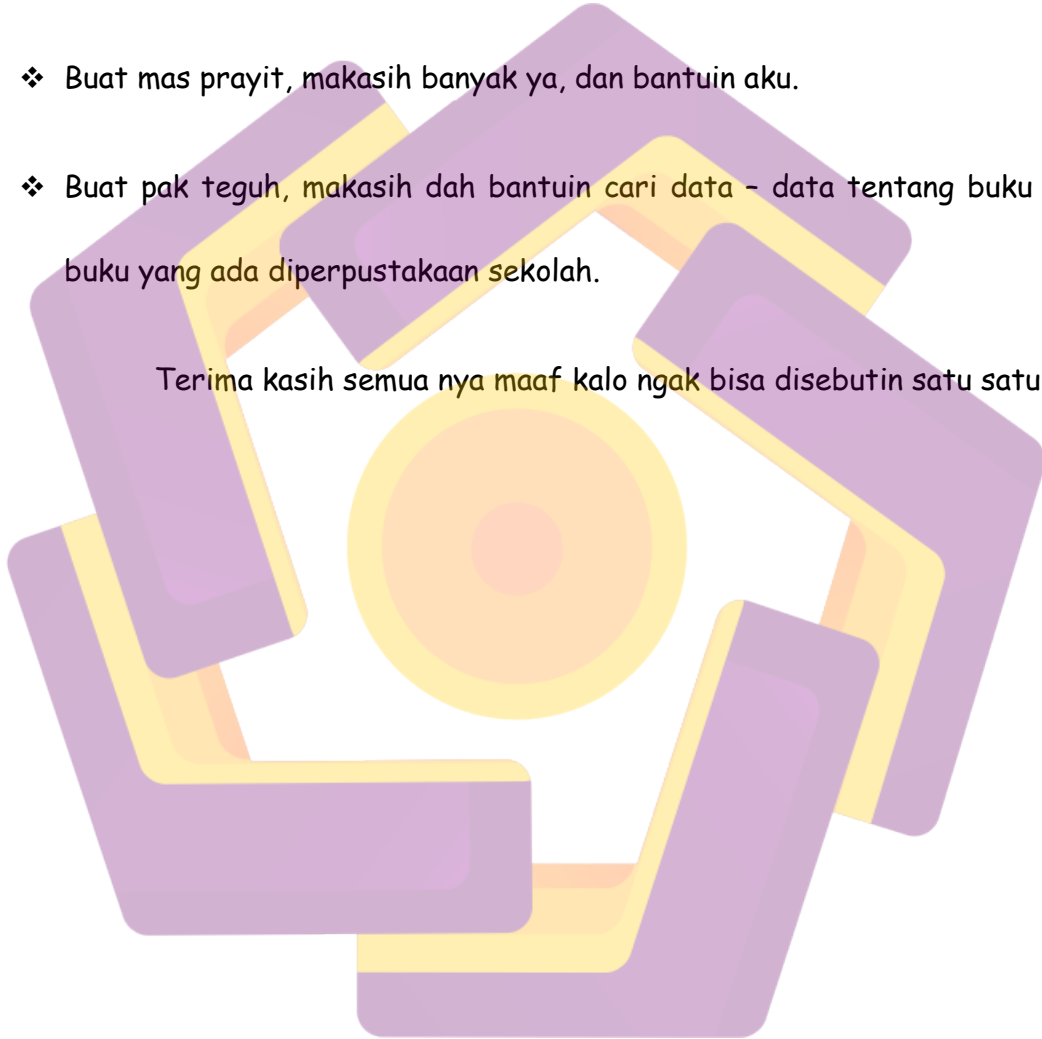 ❖ Buat mas prayit, makasih banyak ya, dan bantuin aku.
❖ Buat pak teguh, makasih dah bantuin cari data – data tentang buku
buku yang ada diperpustakaan sekolah.
Terima kasih semua nya maaf kalo ngak bisa disebutin satu satu